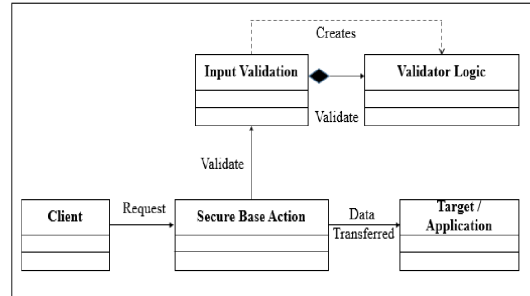 Creates
Input Validation
Validator Logic
Validate
Validate
Client
Request
Secure Base Action
Data
Transferred
Target /
Application